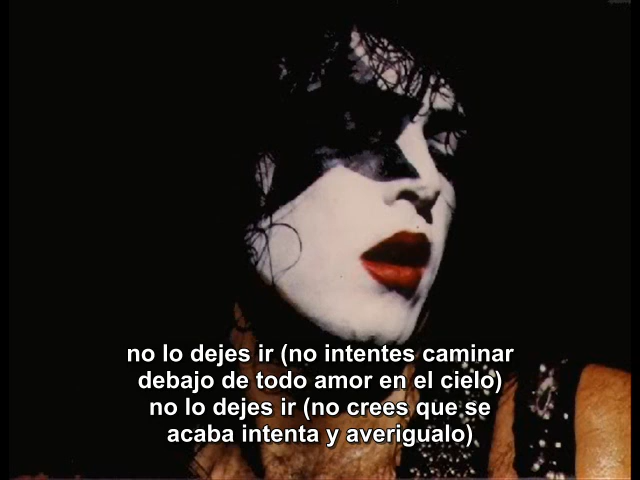 no lo dejes ir (no intentes caminar
debajo de todo amor en el cielo)
no lo dejes ir (no crees que se
acaba intenta y averigualo)